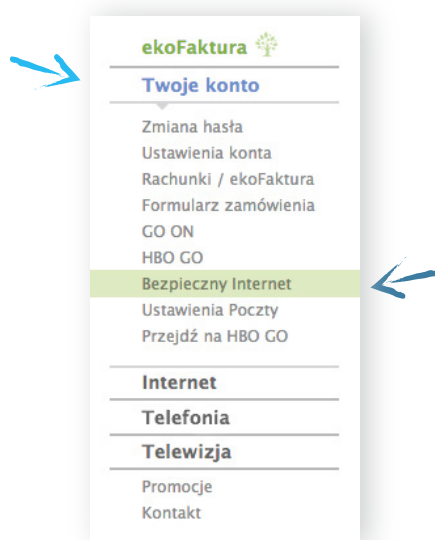 ekoFaktura
Twoje konto
Zmiana hasła
Ustawienia konta
Rachunki / ekoFaktura
Formularz zamówienia
GO ON
HBO GO
Bezpieczny Internet
Ustawienia Poczty
Przejdź na HBO GO
Internet
Telefonia
Telewizja
Promocje
Kontakt